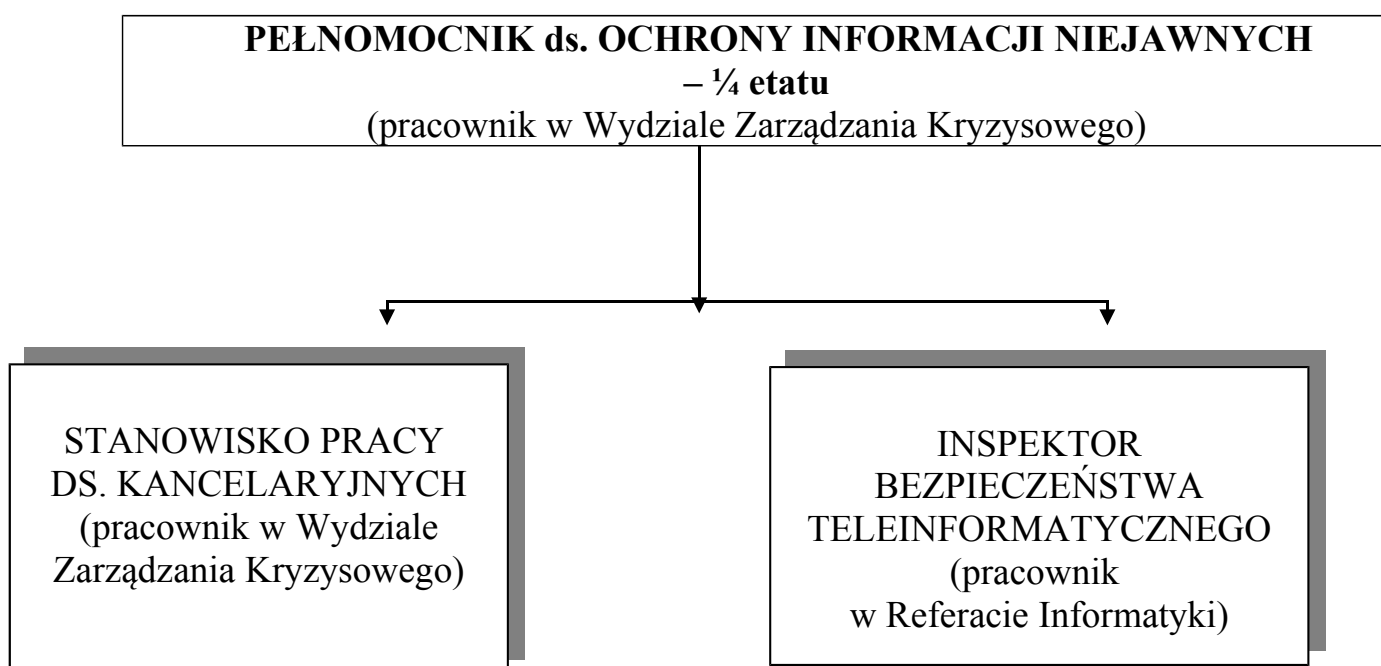 PEŁNOMOCNIK ds. OCHRONY INFORMACJI NIEJAWNYCH
– ¼ etatu
(pracownik w Wydziale Zarządzania Kryzysowego)
STANOWISKO PRACY
DS. KANCELARYJNYCH
(pracownik w Wydziale
Zarządzania Kryzysowego)
INSPEKTOR
BEZPIECZEŃSTWA
TELEINFORMATYCZNEGO
(pracownik
w Referacie Informatyki)